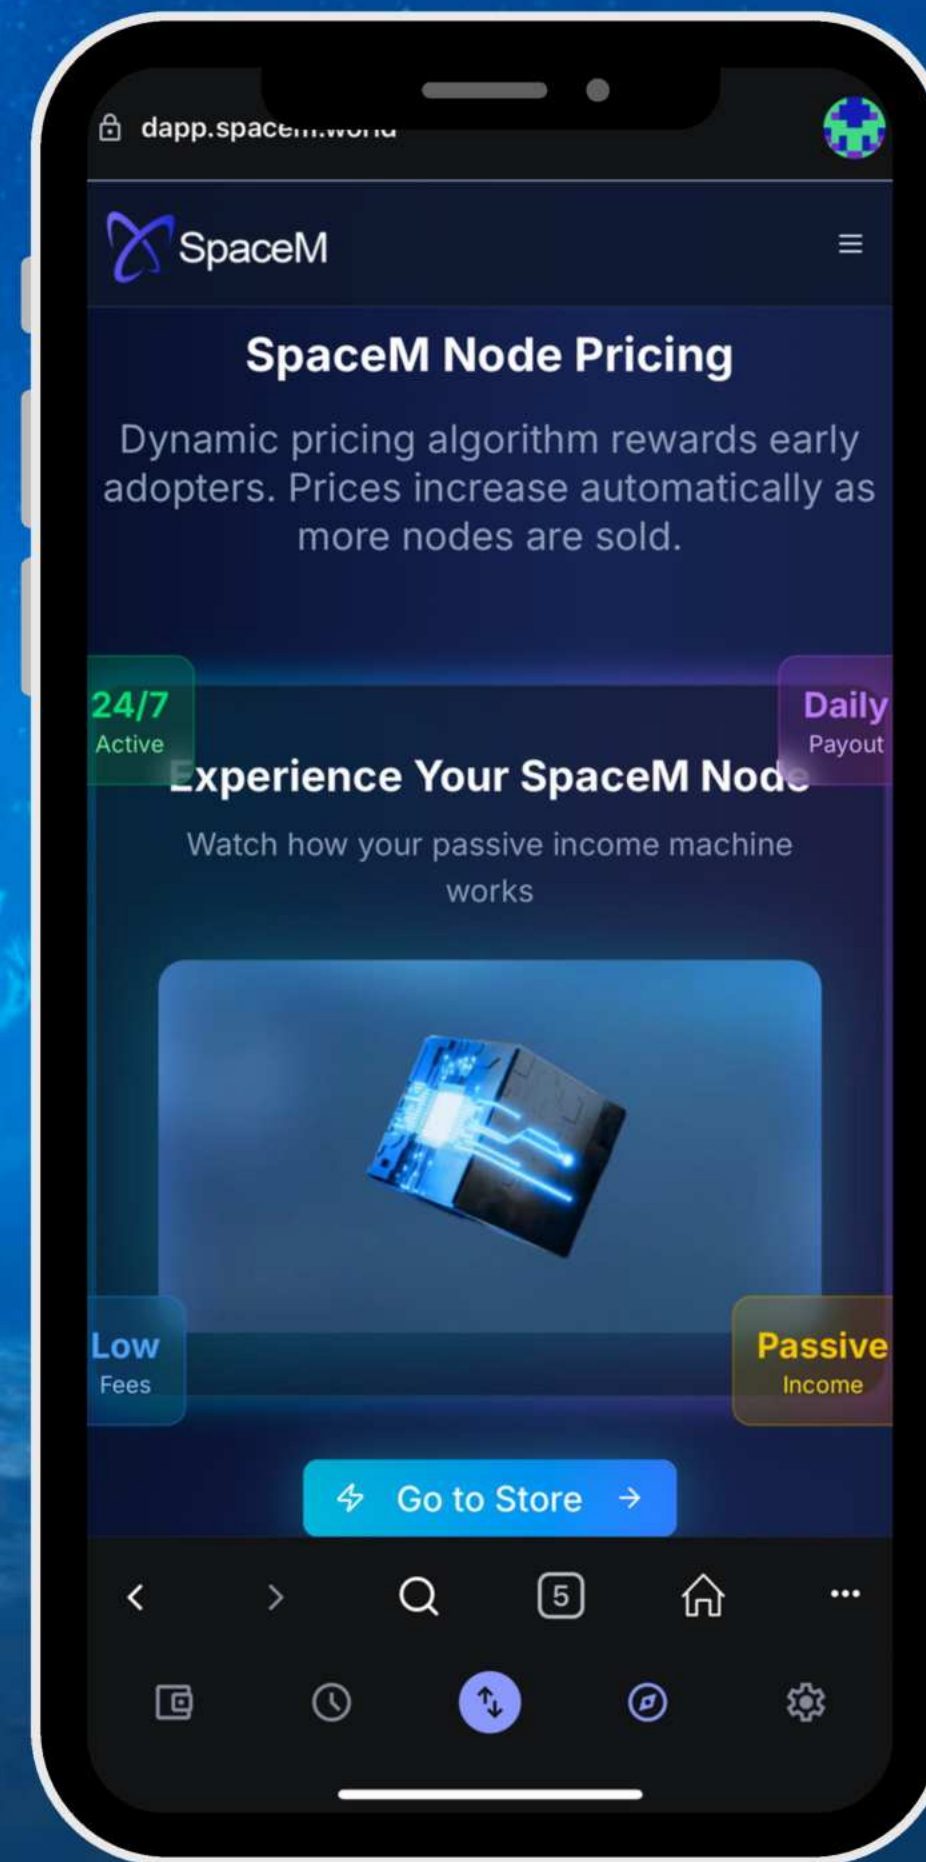 SpaceM
SpaceM Node Pricing
Dynamic pricing algorithm rewards early
adopters. Prices increase automatically as
more nodes are sold.
24/7
Active
Daily
Payout
Experience Your SpaceM Node
Watch how your passive income machine
works
Low
Fees
Passive
Income
Go to Store
5